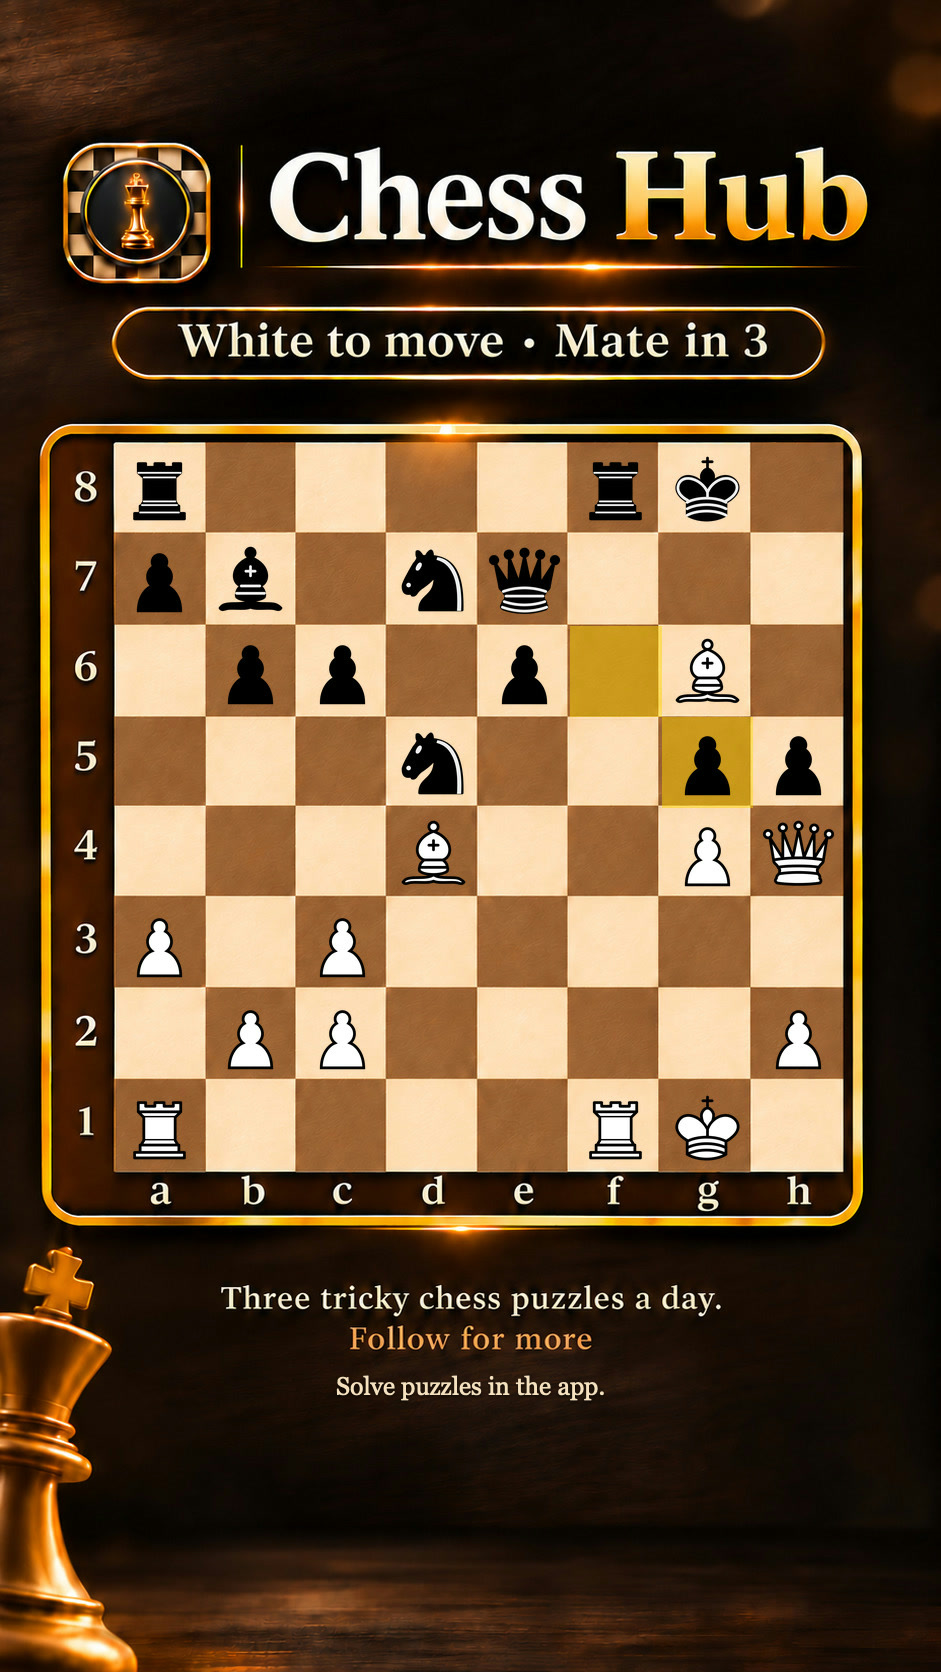 Chess Hub
White to move • Mate in 3
8
7
6
5
4
3
2
1
a b c d e f g h
Three tricky chess puzzles a day.
Follow for more
Solve puzzles in the app.